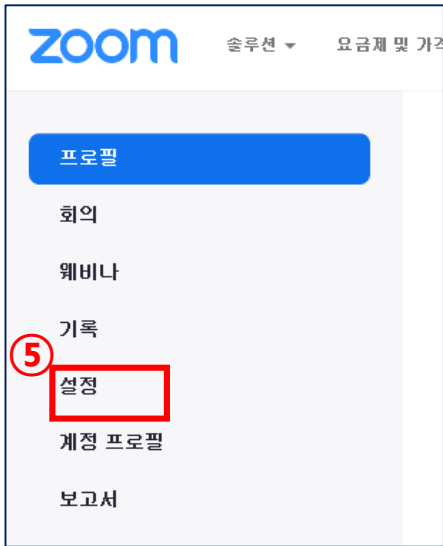 zoom 솔루션 ▾ 요금제 및 가격
프로필
회의
웨비나
기록
⑤
설정
계정 프로필
보고서